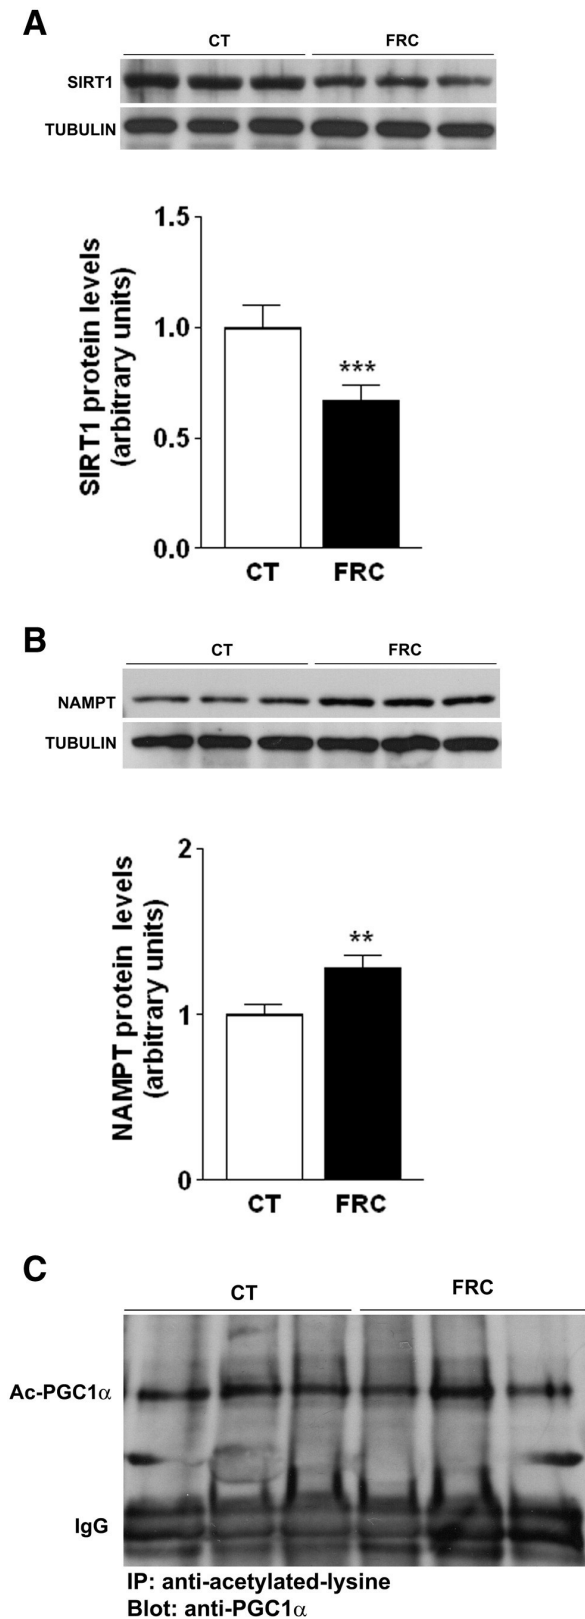 A
CT FRC
SIRT1
TUBULIN
SIRT1 protein levels
(arbitrary units)
1.5
1.0
***
0.5
0.0
CT FRC
B
CT FRC
NAMPT
TUBULIN
NAMPT protein levels
(arbitrary units)
2
**
1
0
CT FRC
C
CT FRC
Ac-PGC1α
IgG
IP: anti-acetylated-lysine
Blot: anti-PGC1α